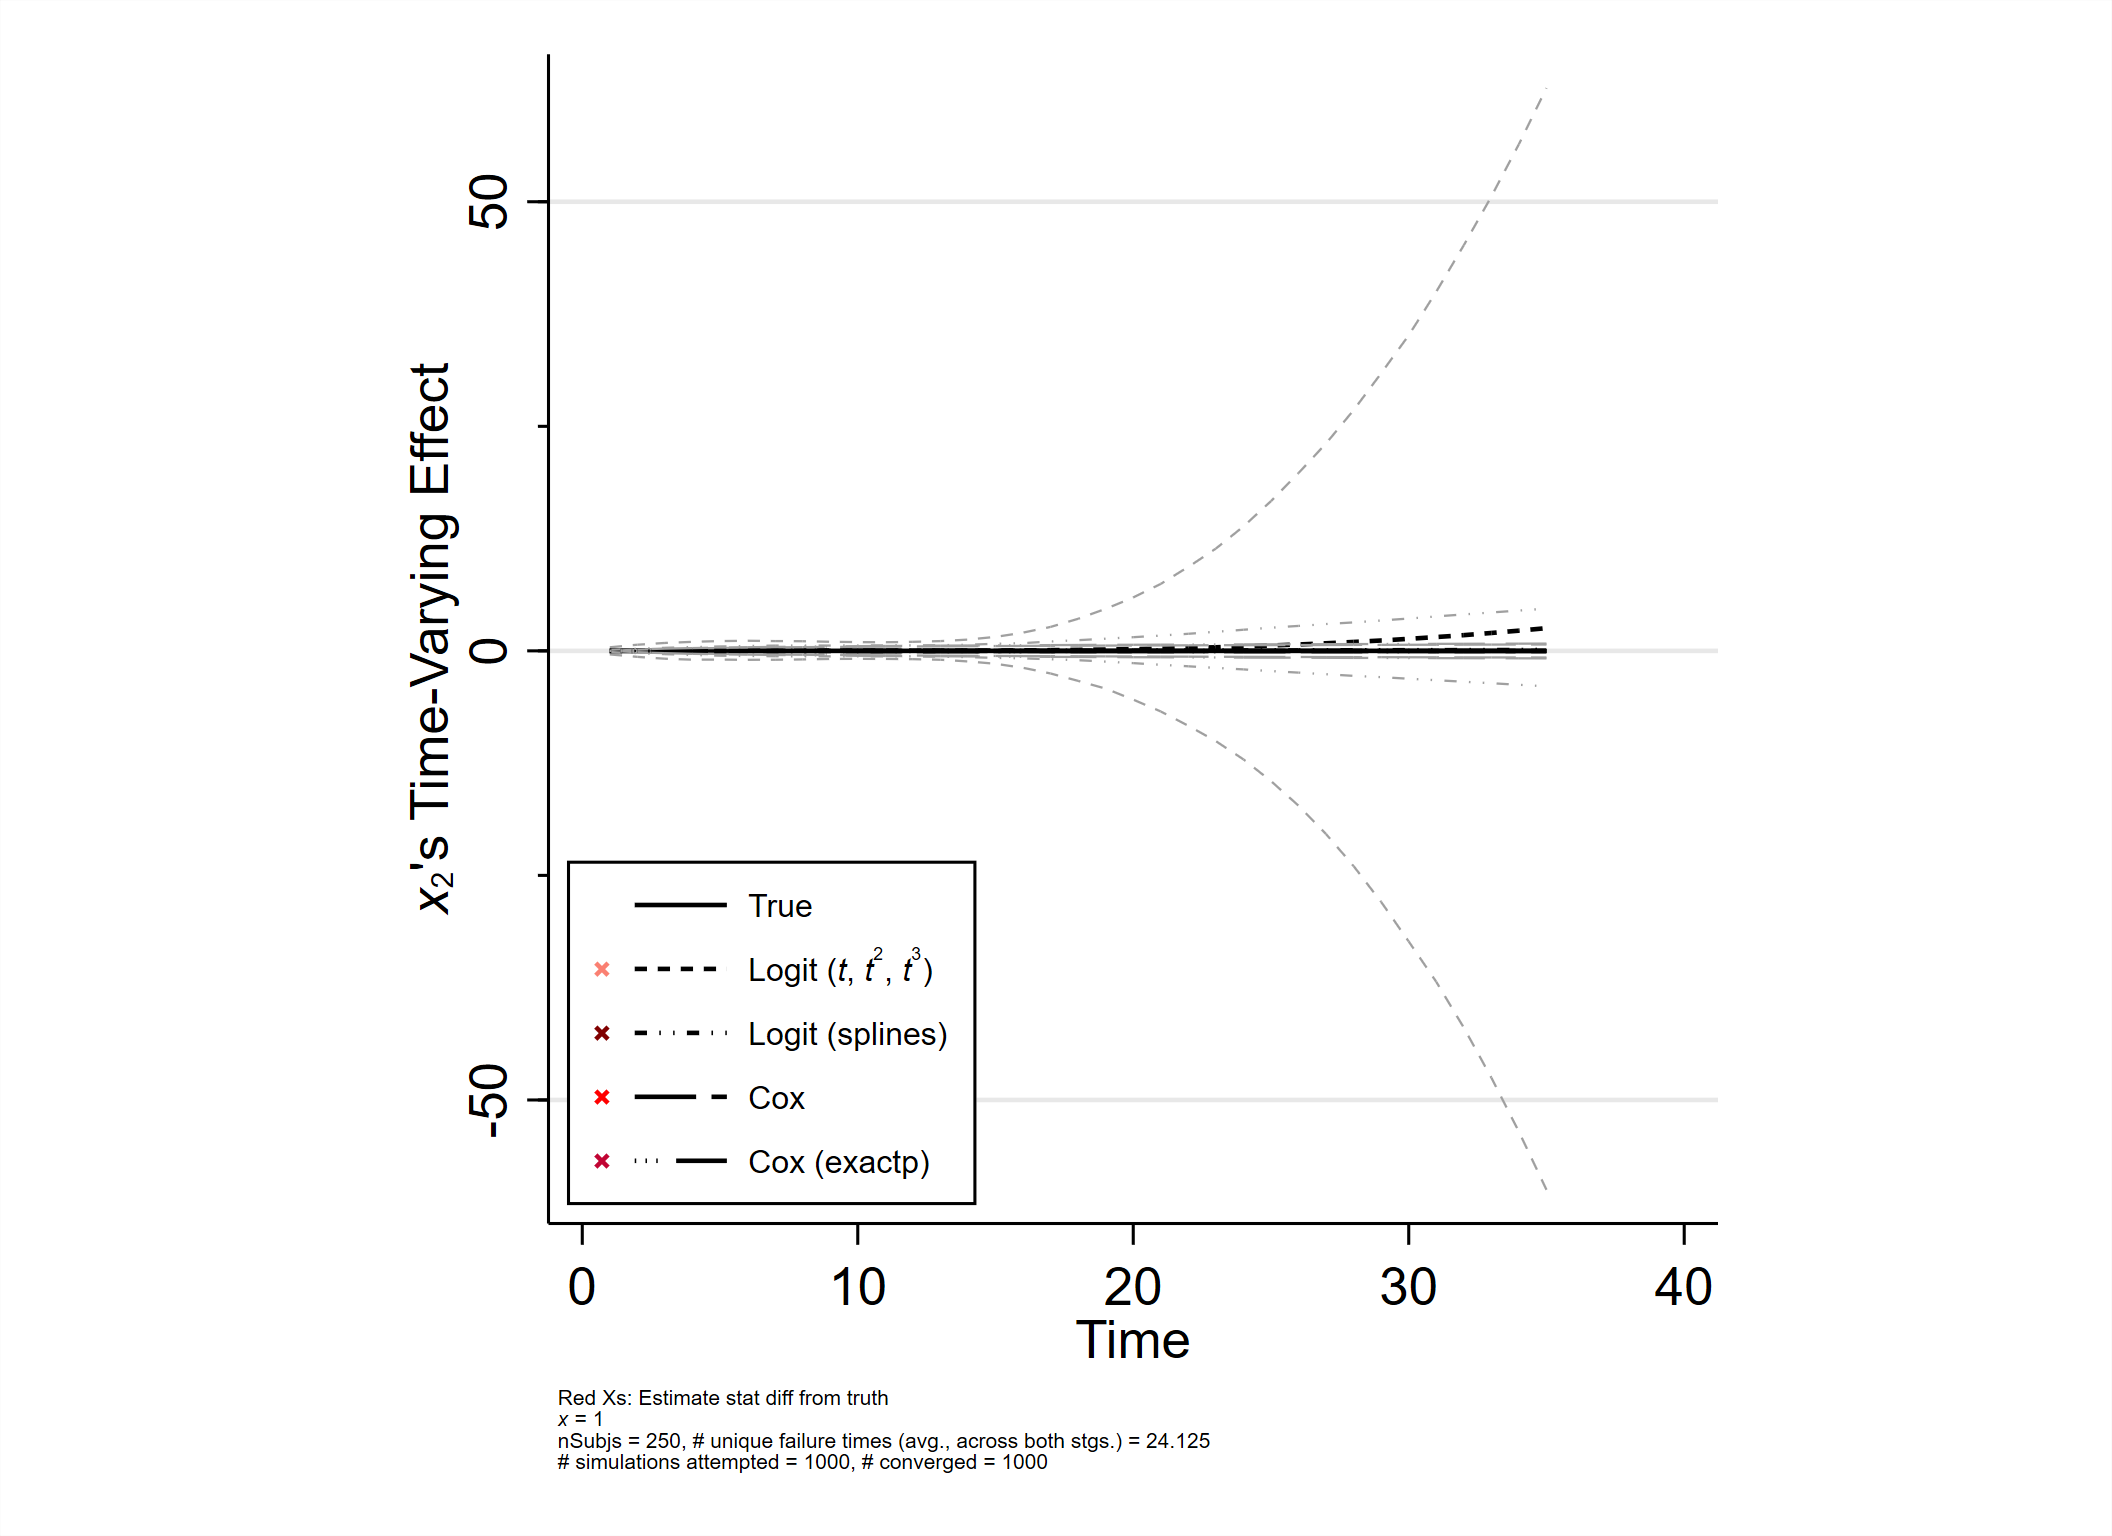 x2's Time-Varying Effect
50
0
-50
True
Logit (t, t2, t3)
Logit (splines)
Cox
Cox (exactp)
0 10 20 30 40
Time
Red Xs: Estimate stat diff from truth
x = 1
nSubjs = 250, # unique failure times (avg., across both stgs.) = 24.125
# simulations attempted = 1000, # converged = 1000